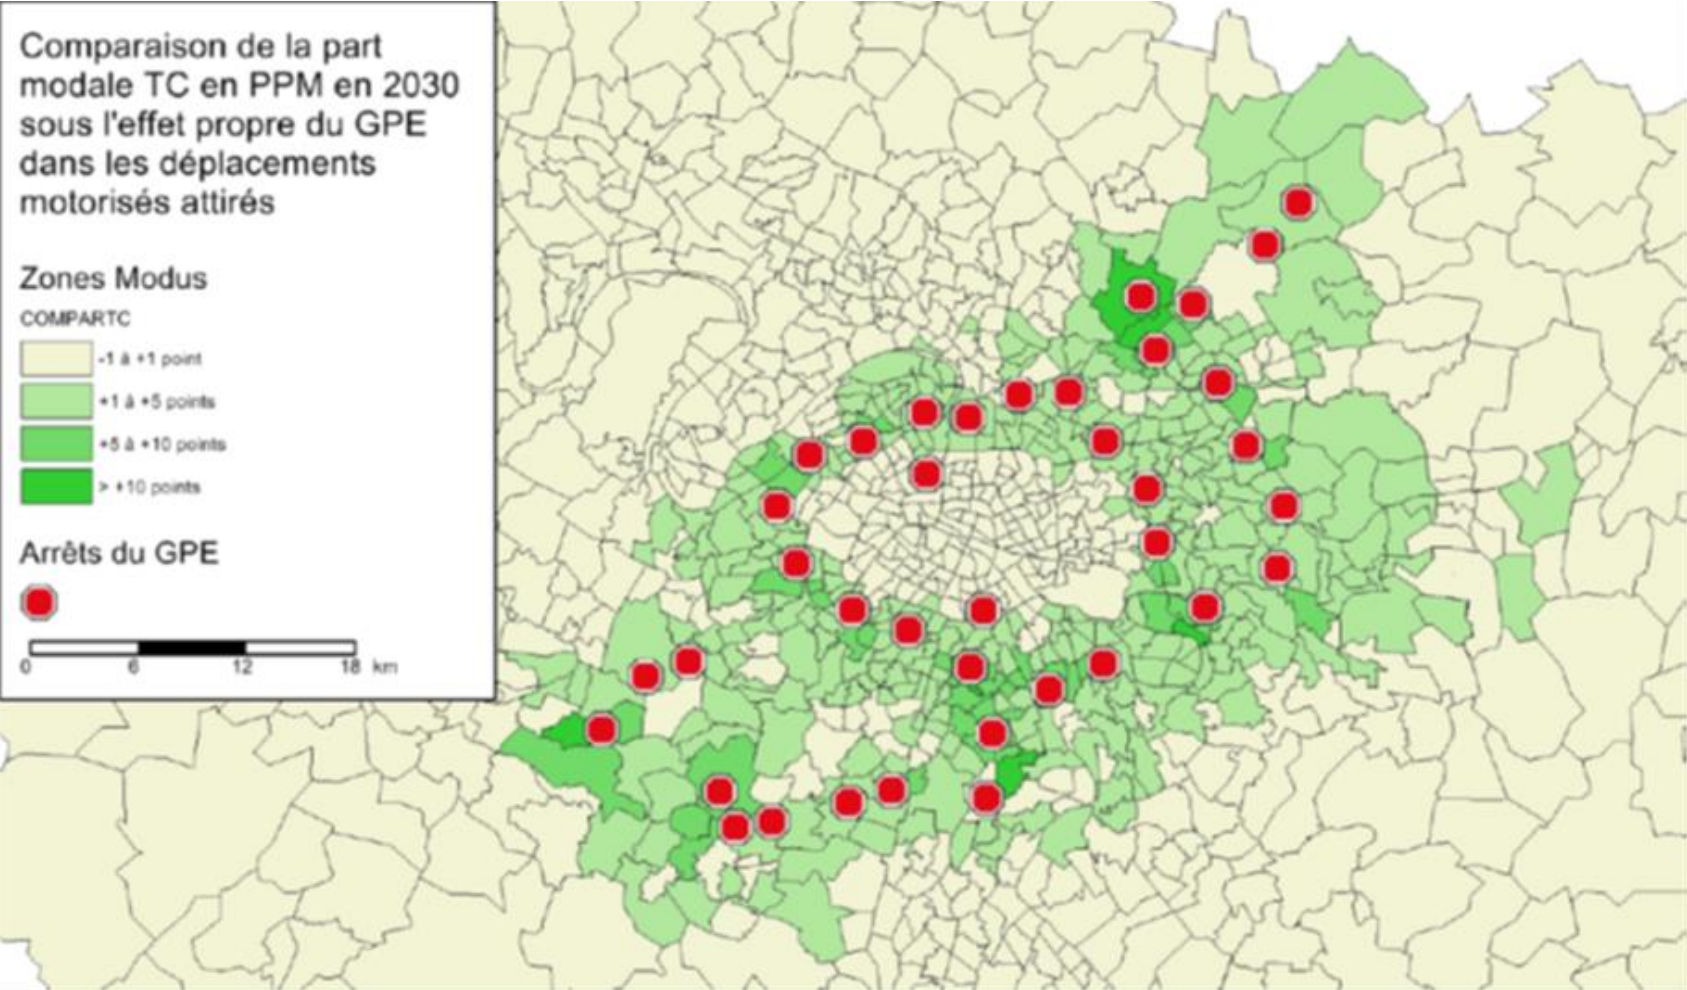 Comparaison de la part
modale TC en PPM en 2030
sous l'effet propre du GPE
dans les déplacements
motorisés attirés
Zones Modus
COMPARTC
-1 à +1 point
+1 à +5 points
+5 à +10 points
> +10 points
Arrêts du GPE
0 6 12 18 km